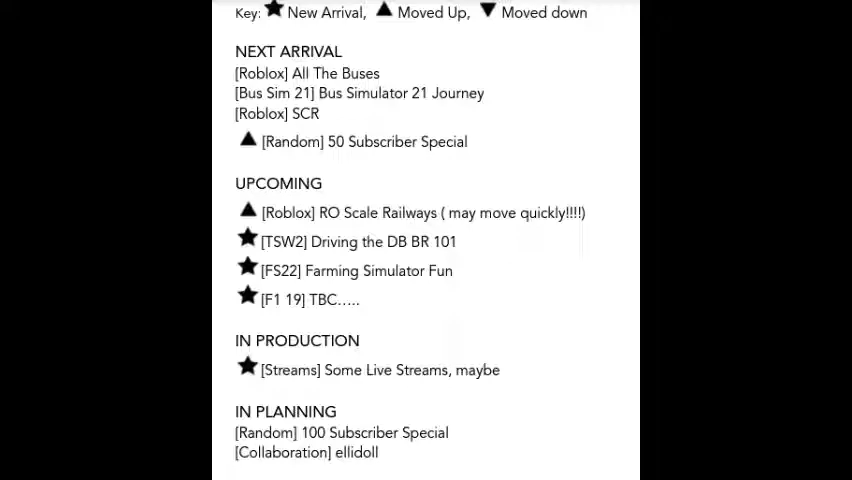 Key: ★ New Arrival, ▲ Moved Up, ▼ Moved down
NEXT ARRIVAL
[Roblox] All The Buses
[Bus Sim 21] Bus Simulator 21 Journey
[Roblox] SCR
▲ [Random] 50 Subscriber Special
UPCOMING
▲ [Roblox] RO Scale Railways ( may move quickly!!!!)
★ [TSW2] Driving the DB BR 101
★ [FS22] Farming Simulator Fun
★ [F1 19] TBC…..
IN PRODUCTION
★ [Streams] Some Live Streams, maybe
IN PLANNING
[Random] 100 Subscriber Special
[Collaboration] ellidoll